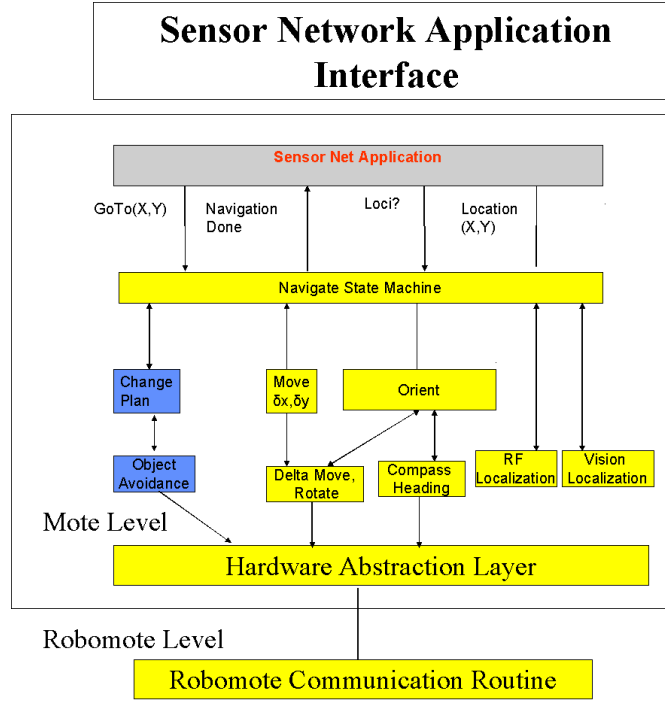 Sensor Network Application
Interface
Sensor Net Application
GoTo(X,Y)
Navigation
Done
Loci?
Location
(X,Y)
Navigate State Machine
Change
Plan
Move
δx,δy
Orient
Object
Avoidance
Delta Move,
Rotate
Compass
Heading
RF
Localization
Vision
Localization
Mote Level
Hardware Abstraction Layer
Robomote Level
Robomote Communication Routine